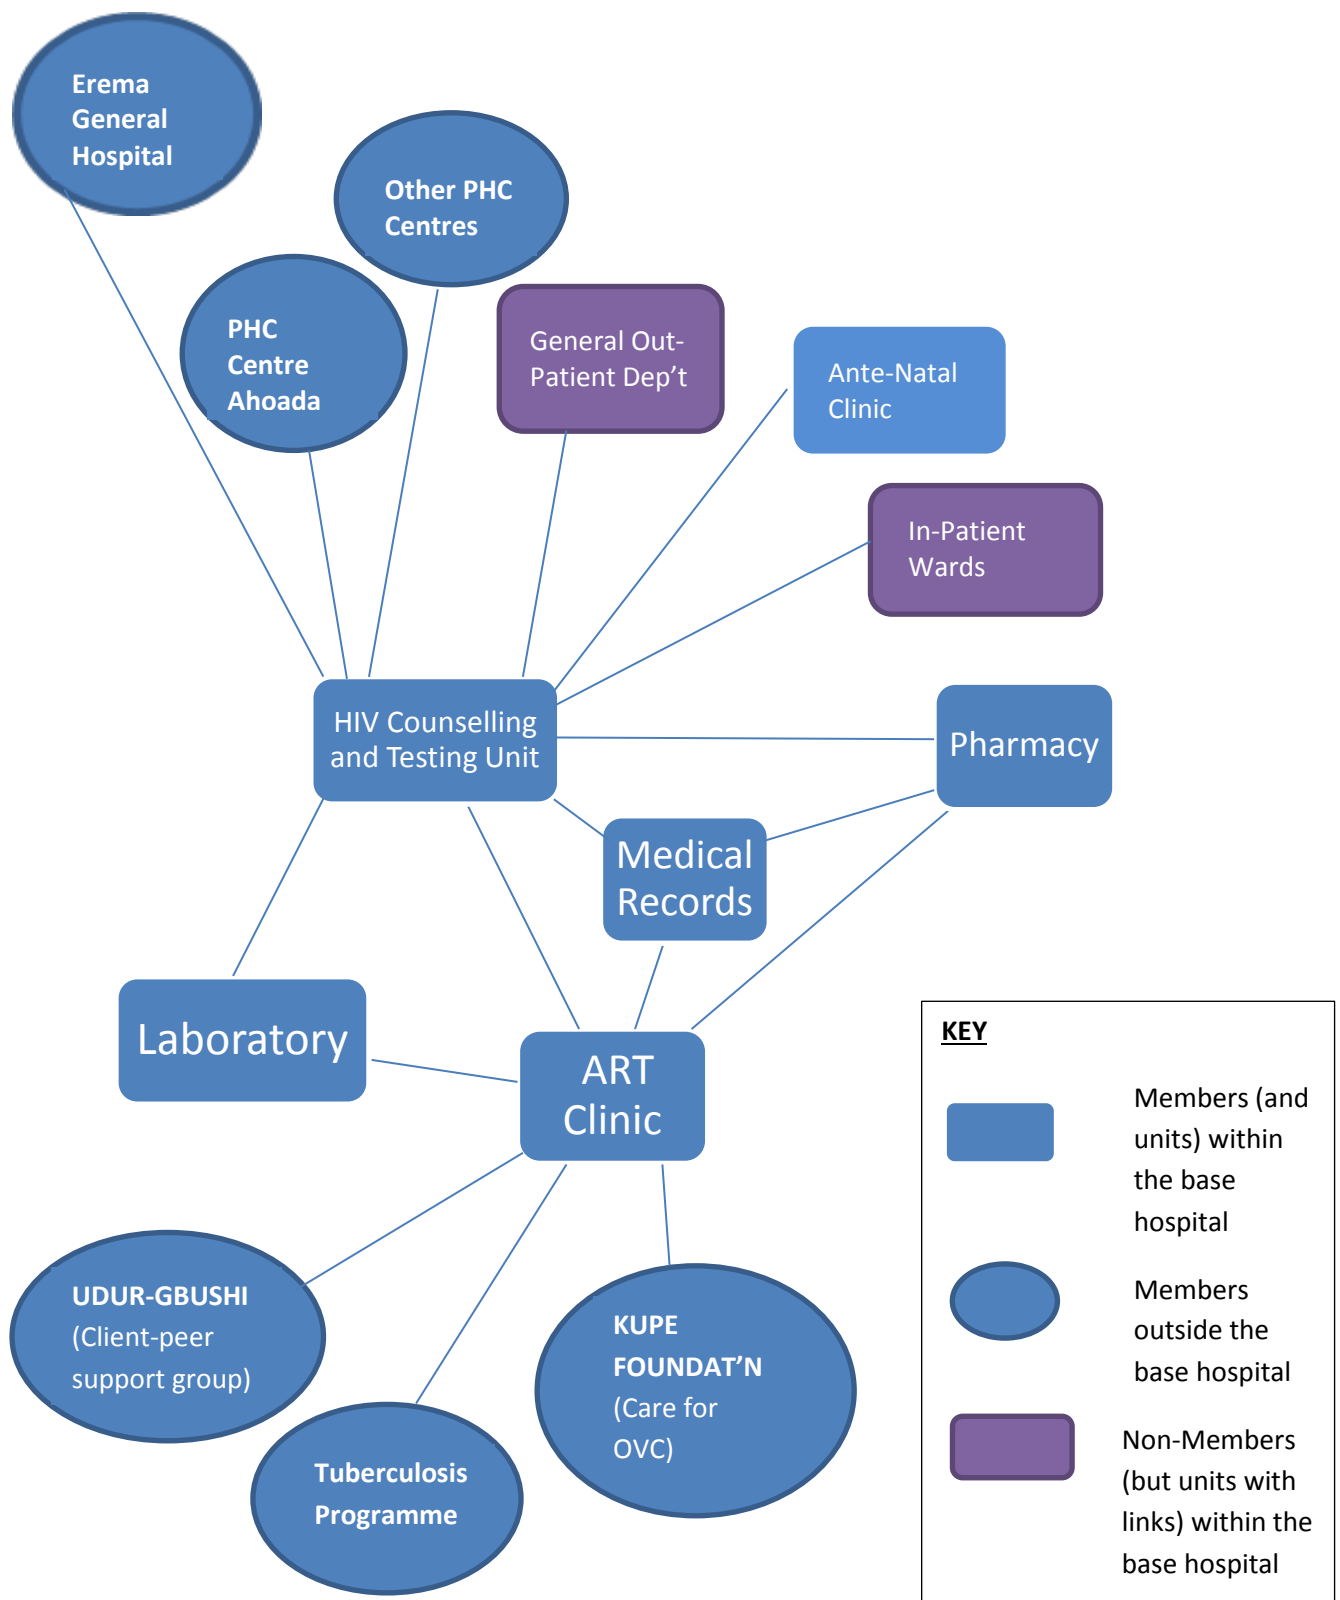 Erema
General
Hospital
Other PHC
Centres
PHC
Centre
Ahoada
General Out-
Patient Dep’t
Ante-Natal
Clinic
In-Patient
Wards
HIV Counselling
and Testing Unit
Pharmacy
Medical
Records
Laboratory
ART
Clinic
UDUR-GBUSHI
(Client-peer
support group)
Tuberculosis
Programme
KUPE
FOUNDAT’N
(Care for
OVC)
KEY
Members (and
units) within
the base
hospital
Members
outside the
base hospital
Non-Members
(but units with
links) within the
base hospital